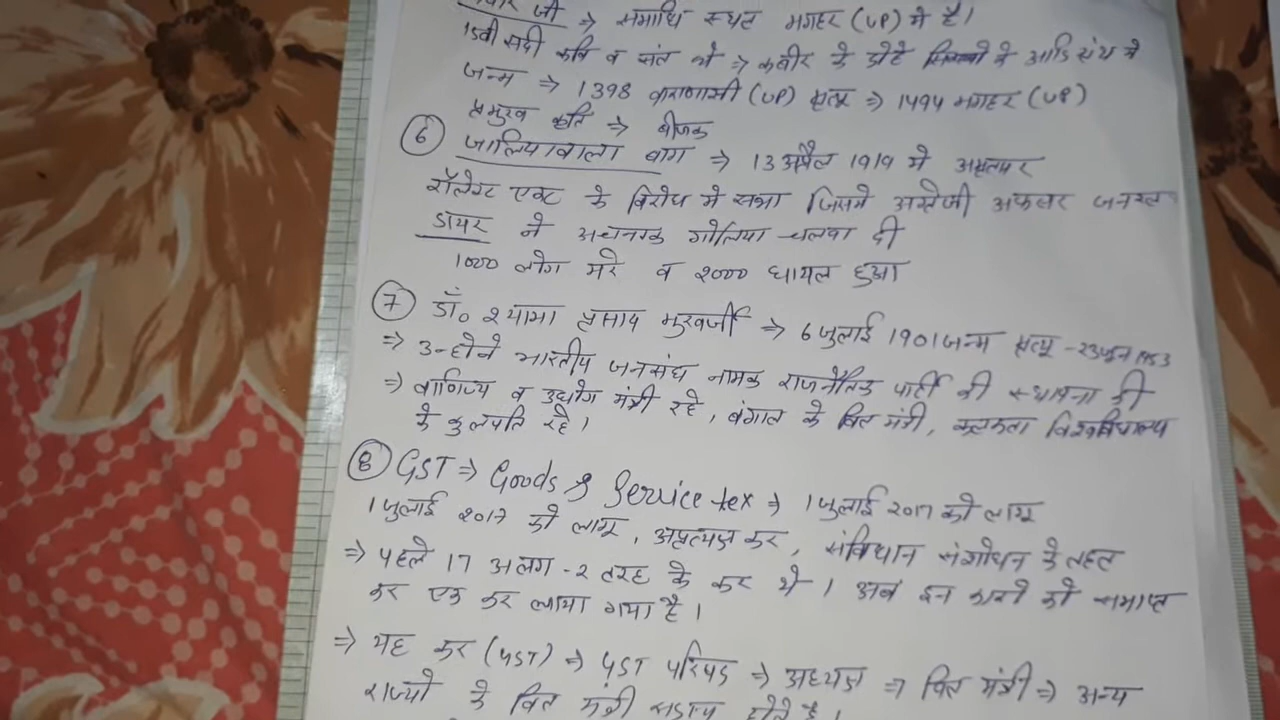 जी ⇒ समाधि स्थल मगहर (UP) मे है।
15वी सदी कवि व संत थे ⇒ कबीर के दोहे सिक्खो के आदि ग्रंथ मे
जन्म ⇒ 1398 वाराणासी (UP) मृत्यू ⇒ 1494 मगहर (UP)
प्रमुख कृति ⇒ बीजक
6 जालियावाला बाग ⇒ 13 अप्रैल 1919 मे अमृतसर
रॉलेक्ट एक्ट के विरोध मे सभा जिसमे अग्रेजी अफसर जनरल
डायर ने अचनाक गोलिया चलवा दी
1000 लोग मरे व 2000 घायल हुआ
7 डॉ० श्यामा प्रसाद मुखर्जी ⇒ 6 जुलाई 1901 जन्म मृत्यू - 23 जून 1953
⇒ उन्होने भारतीय जनसंघ नामक राजनैतिक पार्टी की स्थापना की
⇒ वाणिज्य व उद्योग मंत्री रहे, बंगाल के वित मंत्री, कलकता विश्वविधालय
के कुलपति रहे।
8 GST ⇒ Goods & Service tex ⇒ 1 जुलाई 2017 को लागू
1 जुलाई 2017 को लागू, अप्रत्यक्ष कर, संविधान संशोधन के तहत
⇒ पहले 17 अलग-2 तरह के कर थे। अब इन करो को समाप्त
कर एक कर लाया गया है।
⇒ यह कर (GST) ⇒ GST परिषद ⇒ अध्यक्ष ⇒ वित मंत्री ⇒ अन्य
राज्यो के वित मंत्री सदस्य होते है।